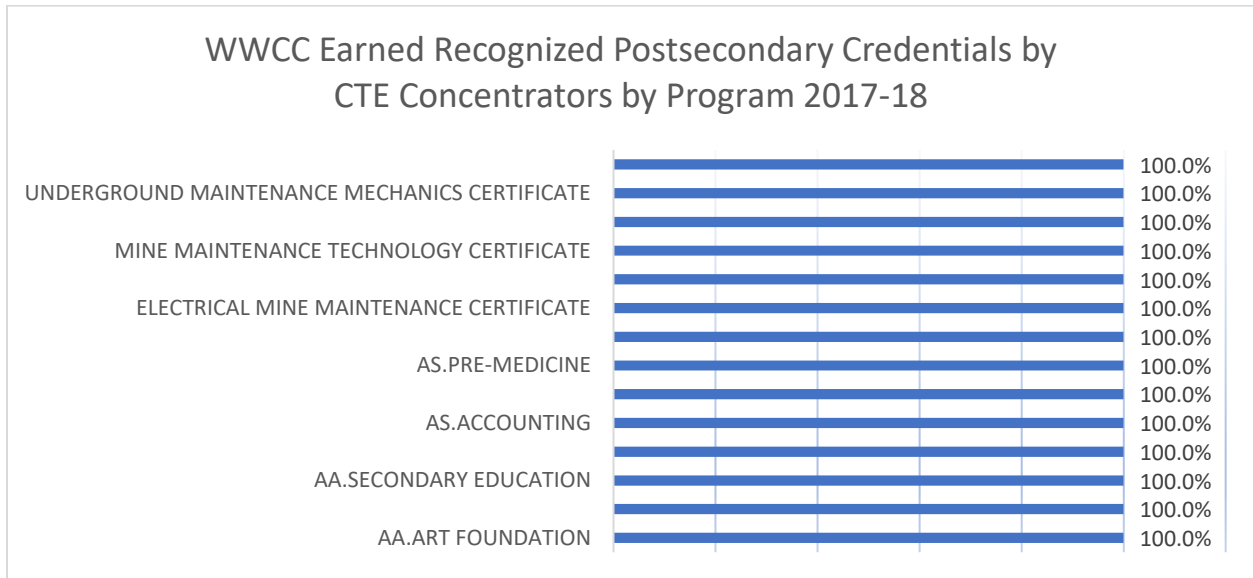 WWCC Earned Recognized Postsecondary Credentials by
CTE Concentrators by Program 2017-18
100.0%
UNDERGROUND MAINTENANCE MECHANICS CERTIFICATE 100.0%
100.0%
MINE MAINTENANCE TECHNOLOGY CERTIFICATE 100.0%
100.0%
ELECTRICAL MINE MAINTENANCE CERTIFICATE 100.0%
100.0%
AS.PRE-MEDICINE 100.0%
100.0%
AS.ACCOUNTING 100.0%
100.0%
AA.SECONDARY EDUCATION 100.0%
100.0%
AA.ART FOUNDATION 100.0%